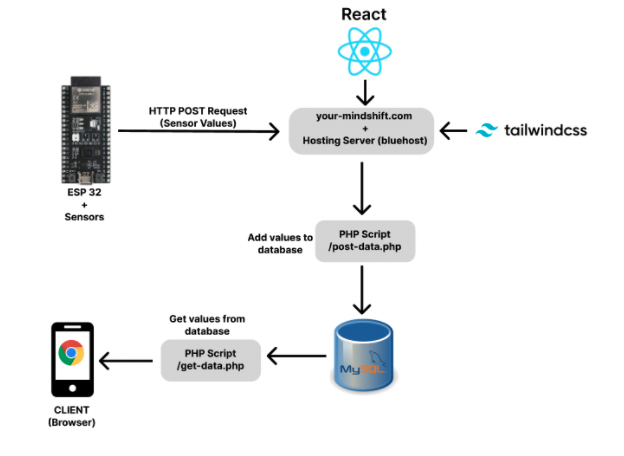 React
HTTP POST Request
(Sensor Values)
your-mindshift.com
+
Hosting Server (bluehost)
tailwindcss
ESP 32
+
Sensors
Add values to
database
PHP Script
/post-data.php
Get values from
database
PHP Script
/get-data.php
MySQL
CLIENT
(Browser)